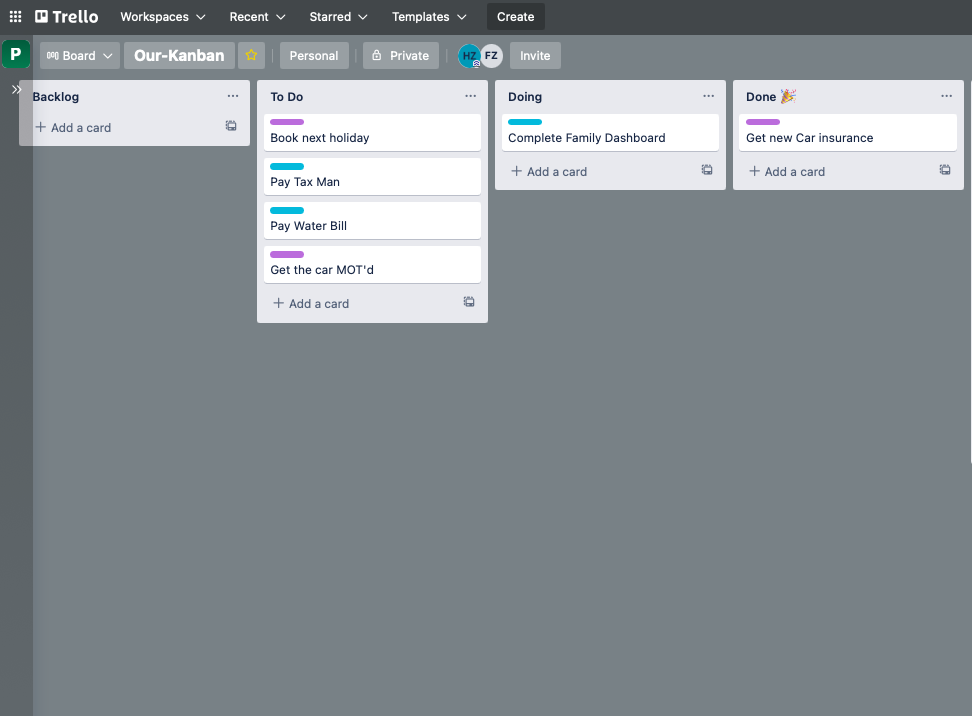 Trello Workspaces Recent Starred Templates Create
P Board Our-Kanban Personal Private HZ FZ Invite
Backlog
Add a card
To Do
Book next holiday
Pay Tax Man
Pay Water Bill
Get the car MOT'd
Add a card
Doing
Complete Family Dashboard
Add a card
Done 🎉
Get new Car insurance
Add a card